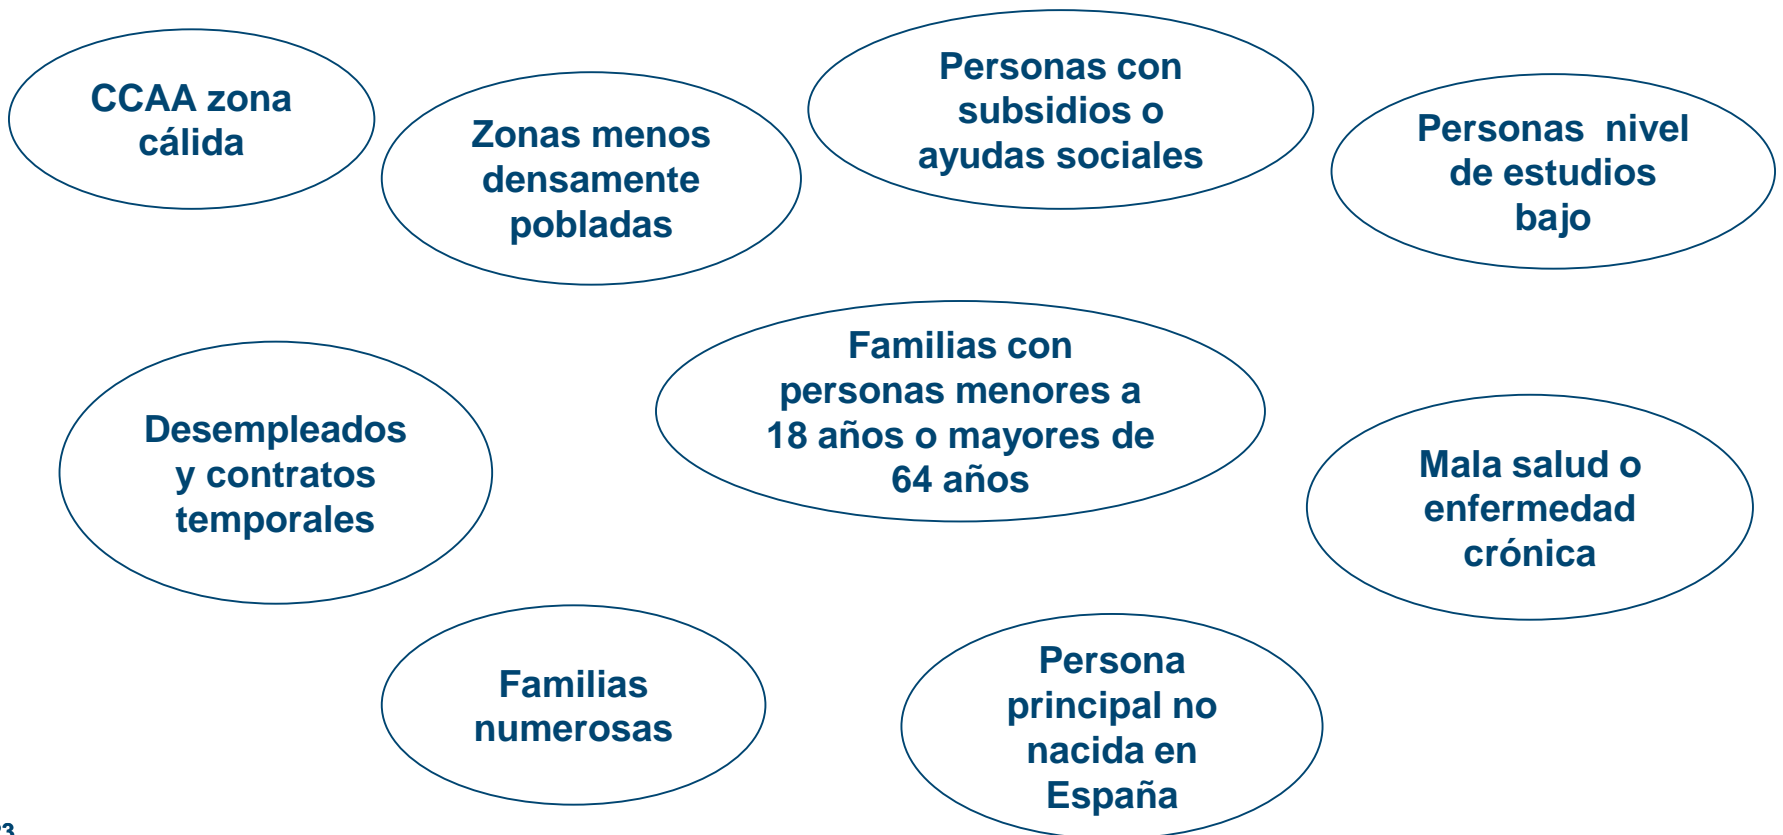 CCAA zona
cálida
Zonas menos
densamente
pobladas
Personas con
subsidios o
ayudas sociales
Personas nivel
de estudios
bajo
Desempleados
y contratos
temporales
Familias con
personas menores a
18 años o mayores de
64 años
Mala salud o
enfermedad
crónica
Familias
numerosas
Persona
principal no
nacida en
España